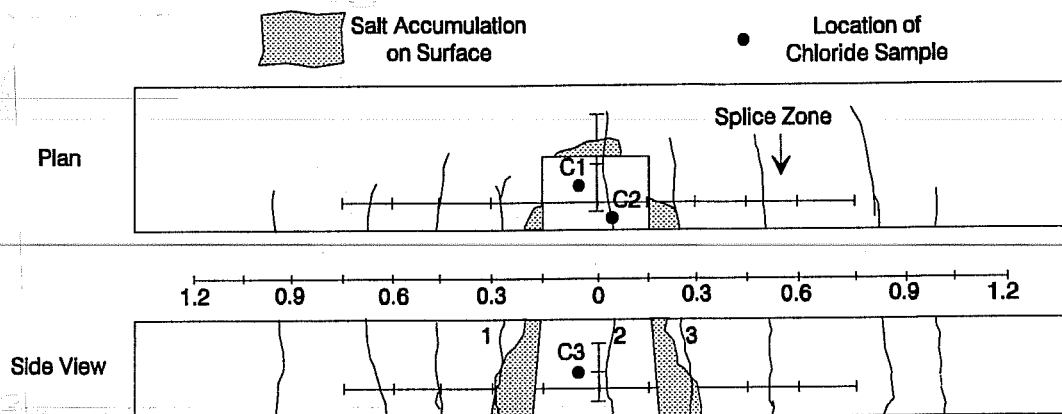 Salt Accumulation
on Surface
Location of
Chloride Sample
Plan
Splice Zone
C1
C2
1.2 0.9 0.6 0.3 0 0.3 0.6 0.9 1.2
Side View
1 2 3
C3